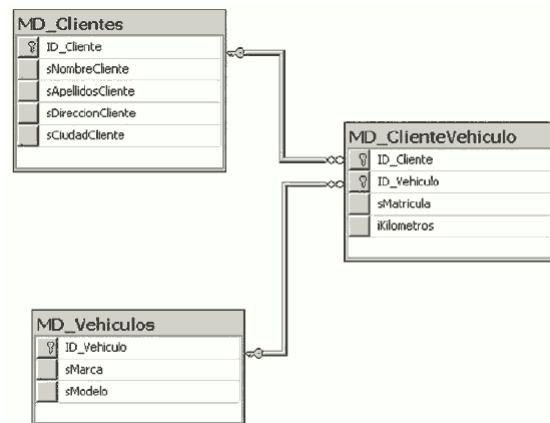 MD_Clientes
ID_Cliente
sNombreCliente
sApellidosCliente
sDireccionCliente
sCiudadCliente
MD_ClienteVehiculo
ID_Cliente
ID_Vehiculo
sMatricula
iKilometros
MD_Vehiculos
ID_Vehiculo
sMarca
sModelo